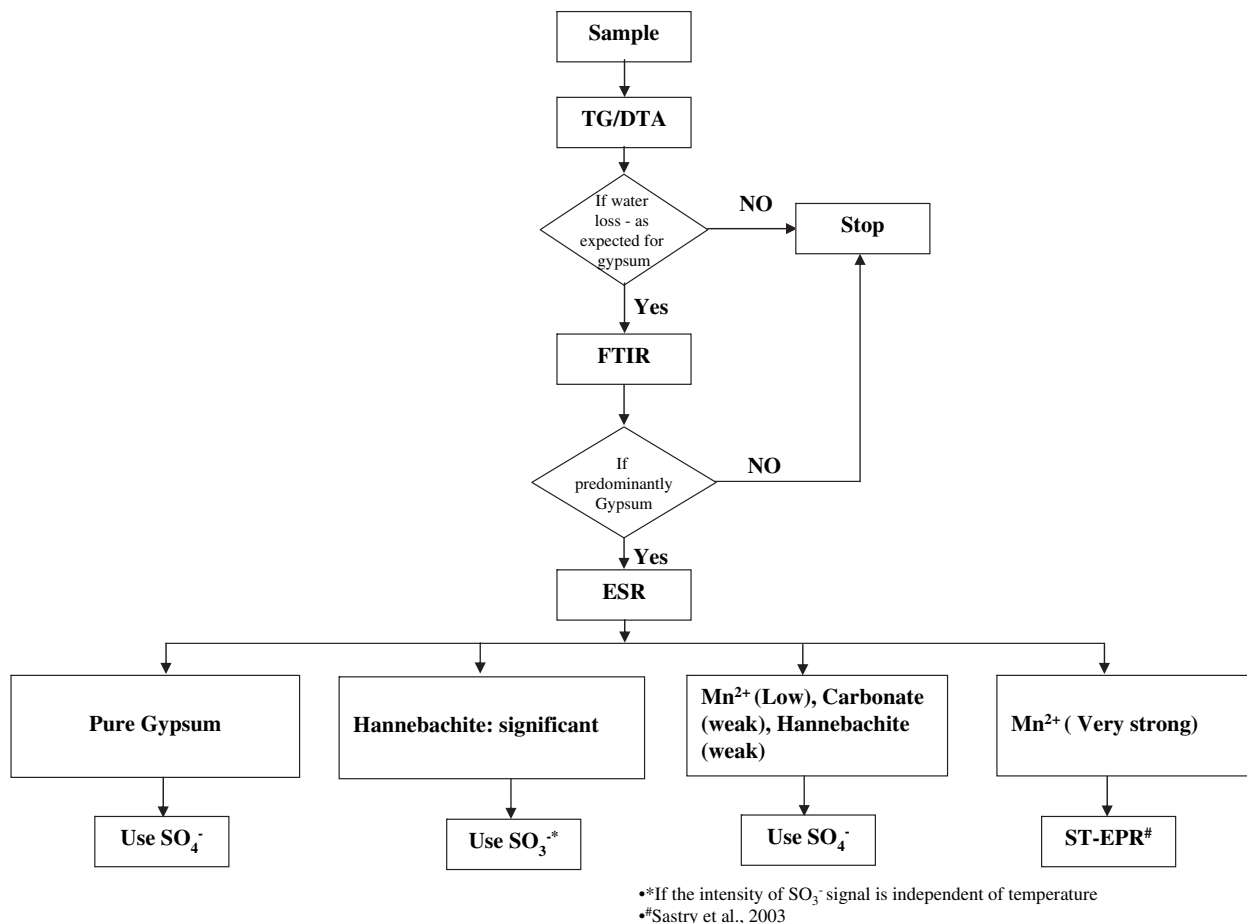 Sample
TG/DTA
If water
loss - as
expected for
gypsum
NO
Stop
Yes
FTIR
If
predominantly
Gypsum
NO
Yes
ESR
Pure Gypsum
Hannebachite: significant
Mn²⁺ (Low), Carbonate
(weak), Hannebachite
(weak)
Mn²⁺ ( Very strong)
Use SO₄⁻
Use SO₃⁻*
Use SO₄⁻
ST-EPR#
•*If the intensity of SO₃⁻ signal is independent of temperature
•#Sastry et al., 2003